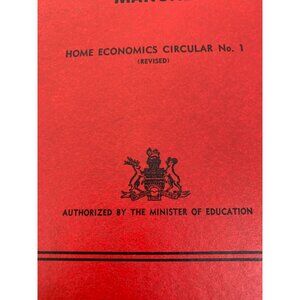 HOME ECONOMICS CIRCULAR No. 1
(REVISED)
AUTHORIZED BY THE MINISTER OF EDUCATION